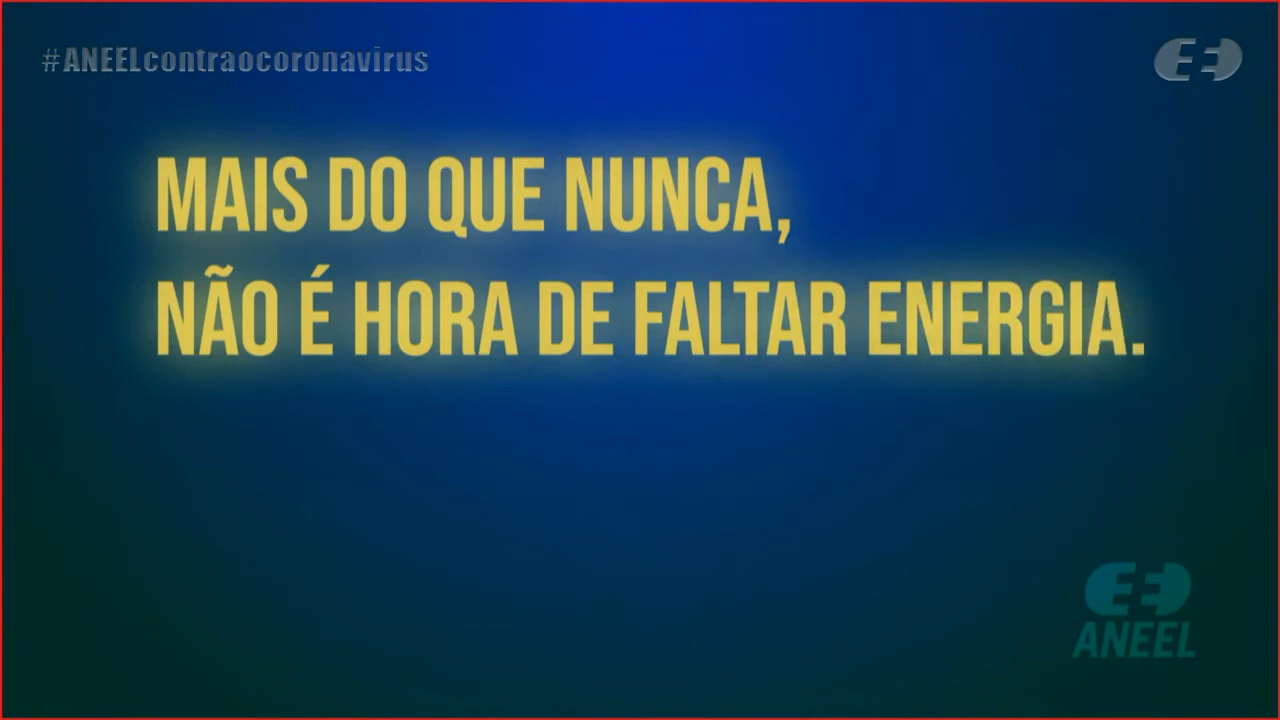 #ANEELcontraocoronavirus
MAIS DO QUE NUNCA,
NÃO É HORA DE FALTAR ENERGIA.
ANEEL